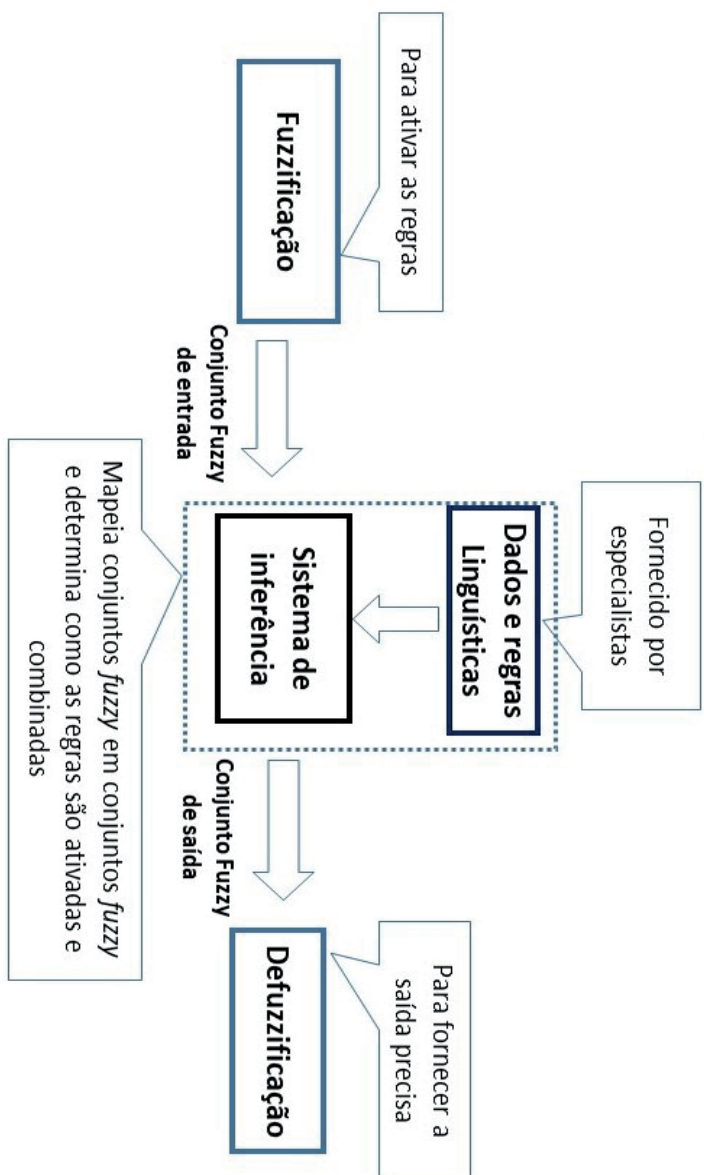 Para ativar as regras
Fuzzificação
Conjunto Fuzzy
de entrada
Fornecido por
especialistas
Dados e regras
Linguísticas
Sistema de
inferência
Mapeia conjuntos fuzzy em conjuntos fuzzy
e determina como as regras são ativadas e
combinadas
Conjunto Fuzzy
de saída
Para fornecer a
saída precisa
Defuzzificação